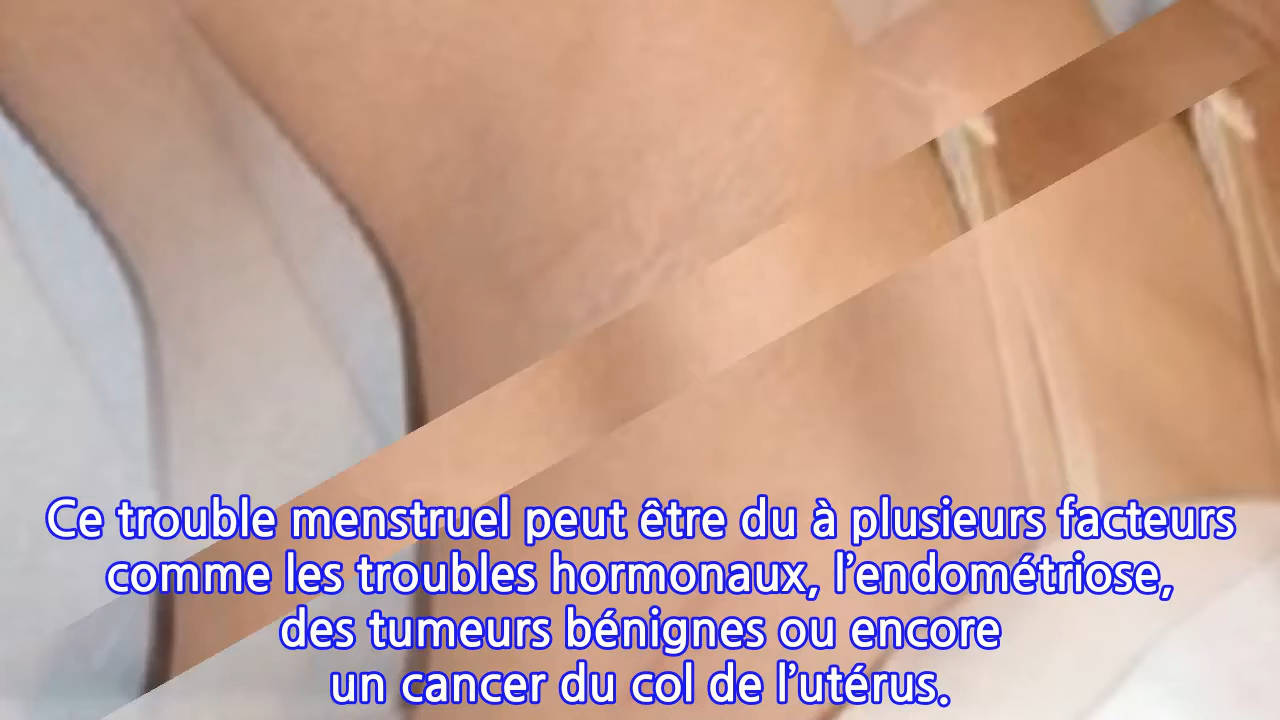 Ce trouble menstruel peut être du à plusieurs facteurs
comme les troubles hormonaux, l’endométriose,
des tumeurs bénignes ou encore
un cancer du col de l’utérus.